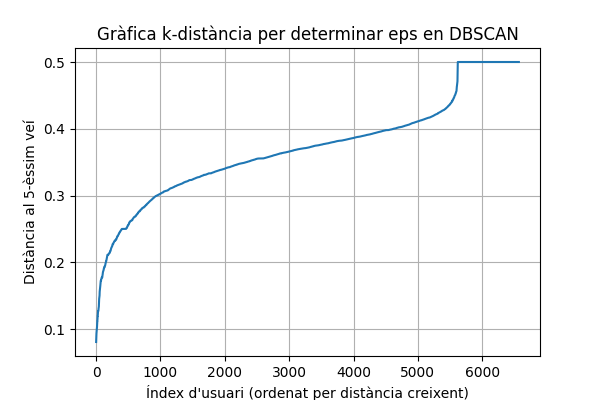 Gràfica k-distància per determinar eps en DBSCAN
0.5
0.4
0.3
0.2
0.1
Distància al 5-èssim veí
0 1000 2000 3000 4000 5000 6000
Índex d'usuari (ordenat per distància creixent)